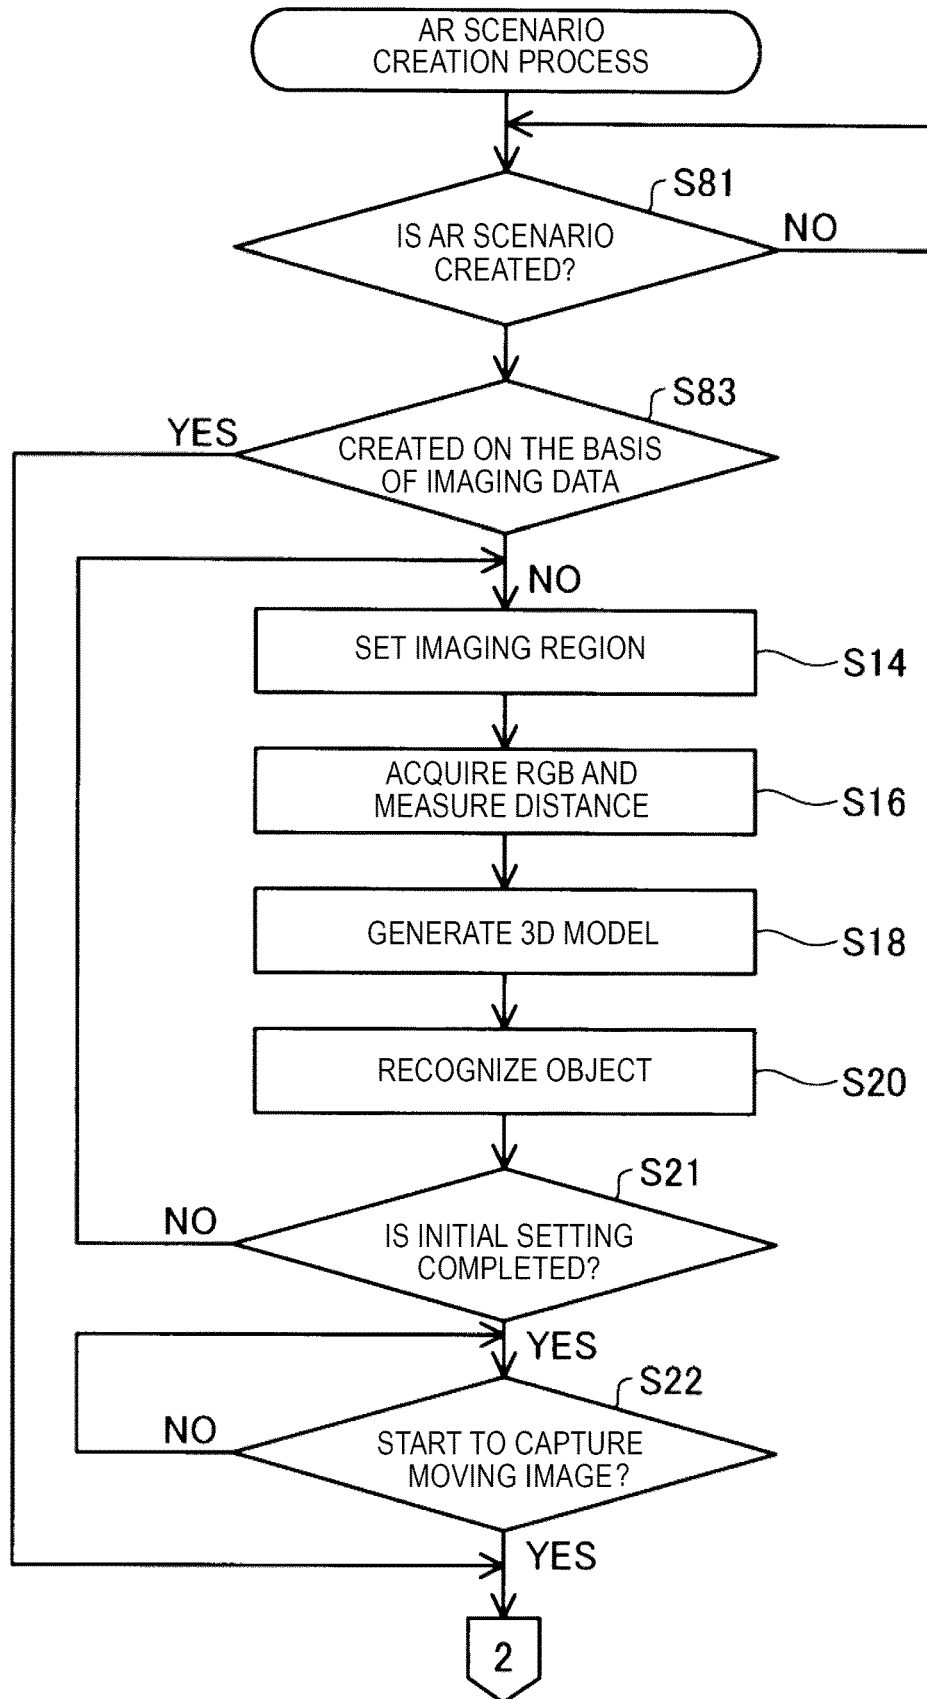 AR SCENARIO
CREATION PROCESS
S81
IS AR SCENARIO
CREATED?
NO
S83
YES
CREATED ON THE BASIS
OF IMAGING DATA
NO
SET IMAGING REGION
S14
ACQUIRE RGB AND
MEASURE DISTANCE
S16
GENERATE 3D MODEL
S18
RECOGNIZE OBJECT
S20
S21
NO
IS INITIAL SETTING
COMPLETED?
YES
S22
NO
START TO CAPTURE
MOVING IMAGE?
YES
2